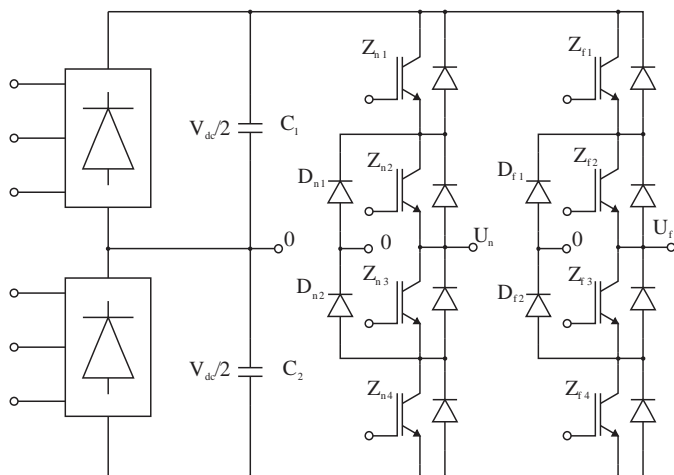 Z_n1
Z_f1
V_dc/2
C_1
D_n1
Z_n2
D_f1
Z_f2
0
0
U_n
0
U_f
D_n2
Z_n3
D_f2
Z_f3
V_dc/2
C_2
Z_n4
Z_f4